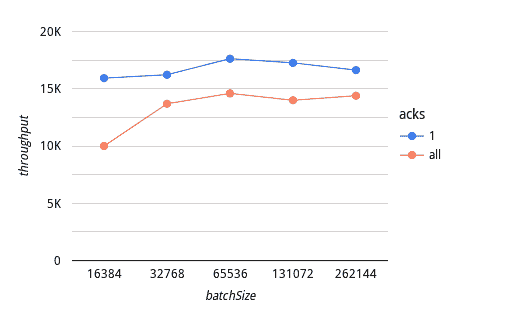 20K
15K
10K
5K
0
throughput
16384 32768 65536 131072 262144
batchSize
acks
1
all